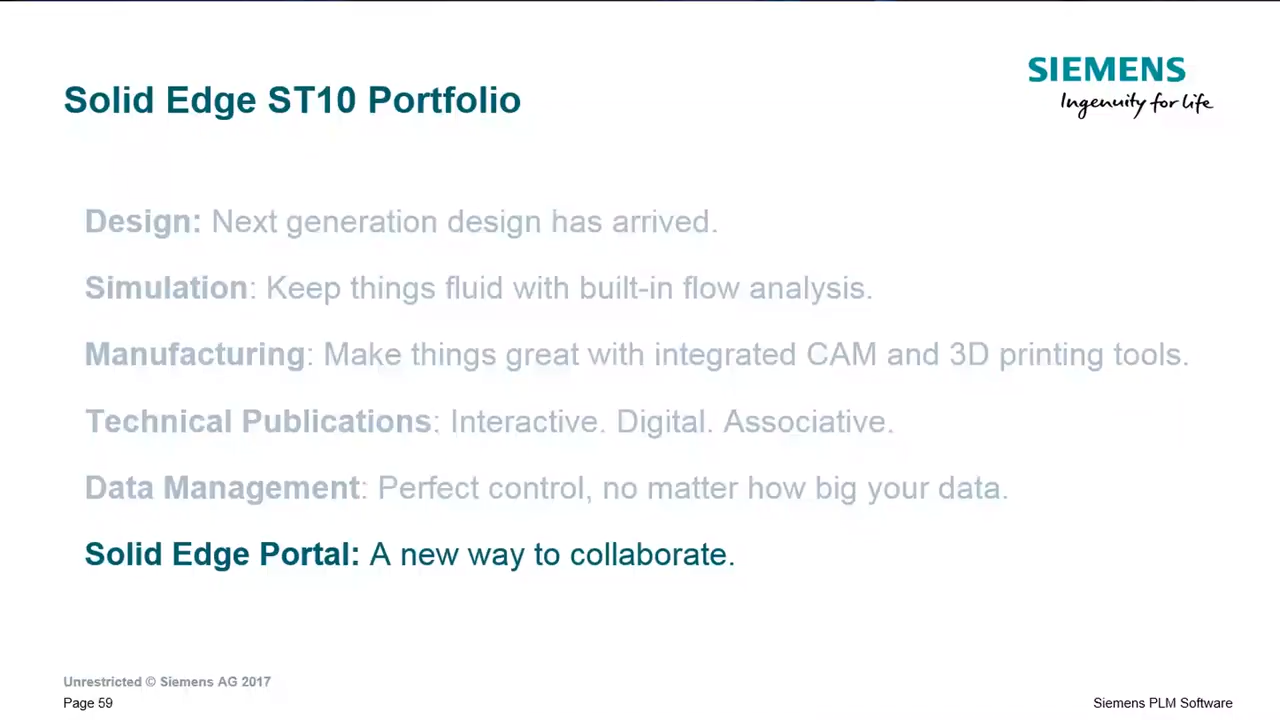 Solid Edge ST10 Portfolio
SIEMENS
Ingenuity for life
Design: Next generation design has arrived.
Simulation: Keep things fluid with built-in flow analysis.
Manufacturing: Make things great with integrated CAM and 3D printing tools.
Technical Publications: Interactive. Digital. Associative.
Data Management: Perfect control, no matter how big your data.
Solid Edge Portal: A new way to collaborate.
Unrestricted © Siemens AG 2017
Page 59
Siemens PLM Software